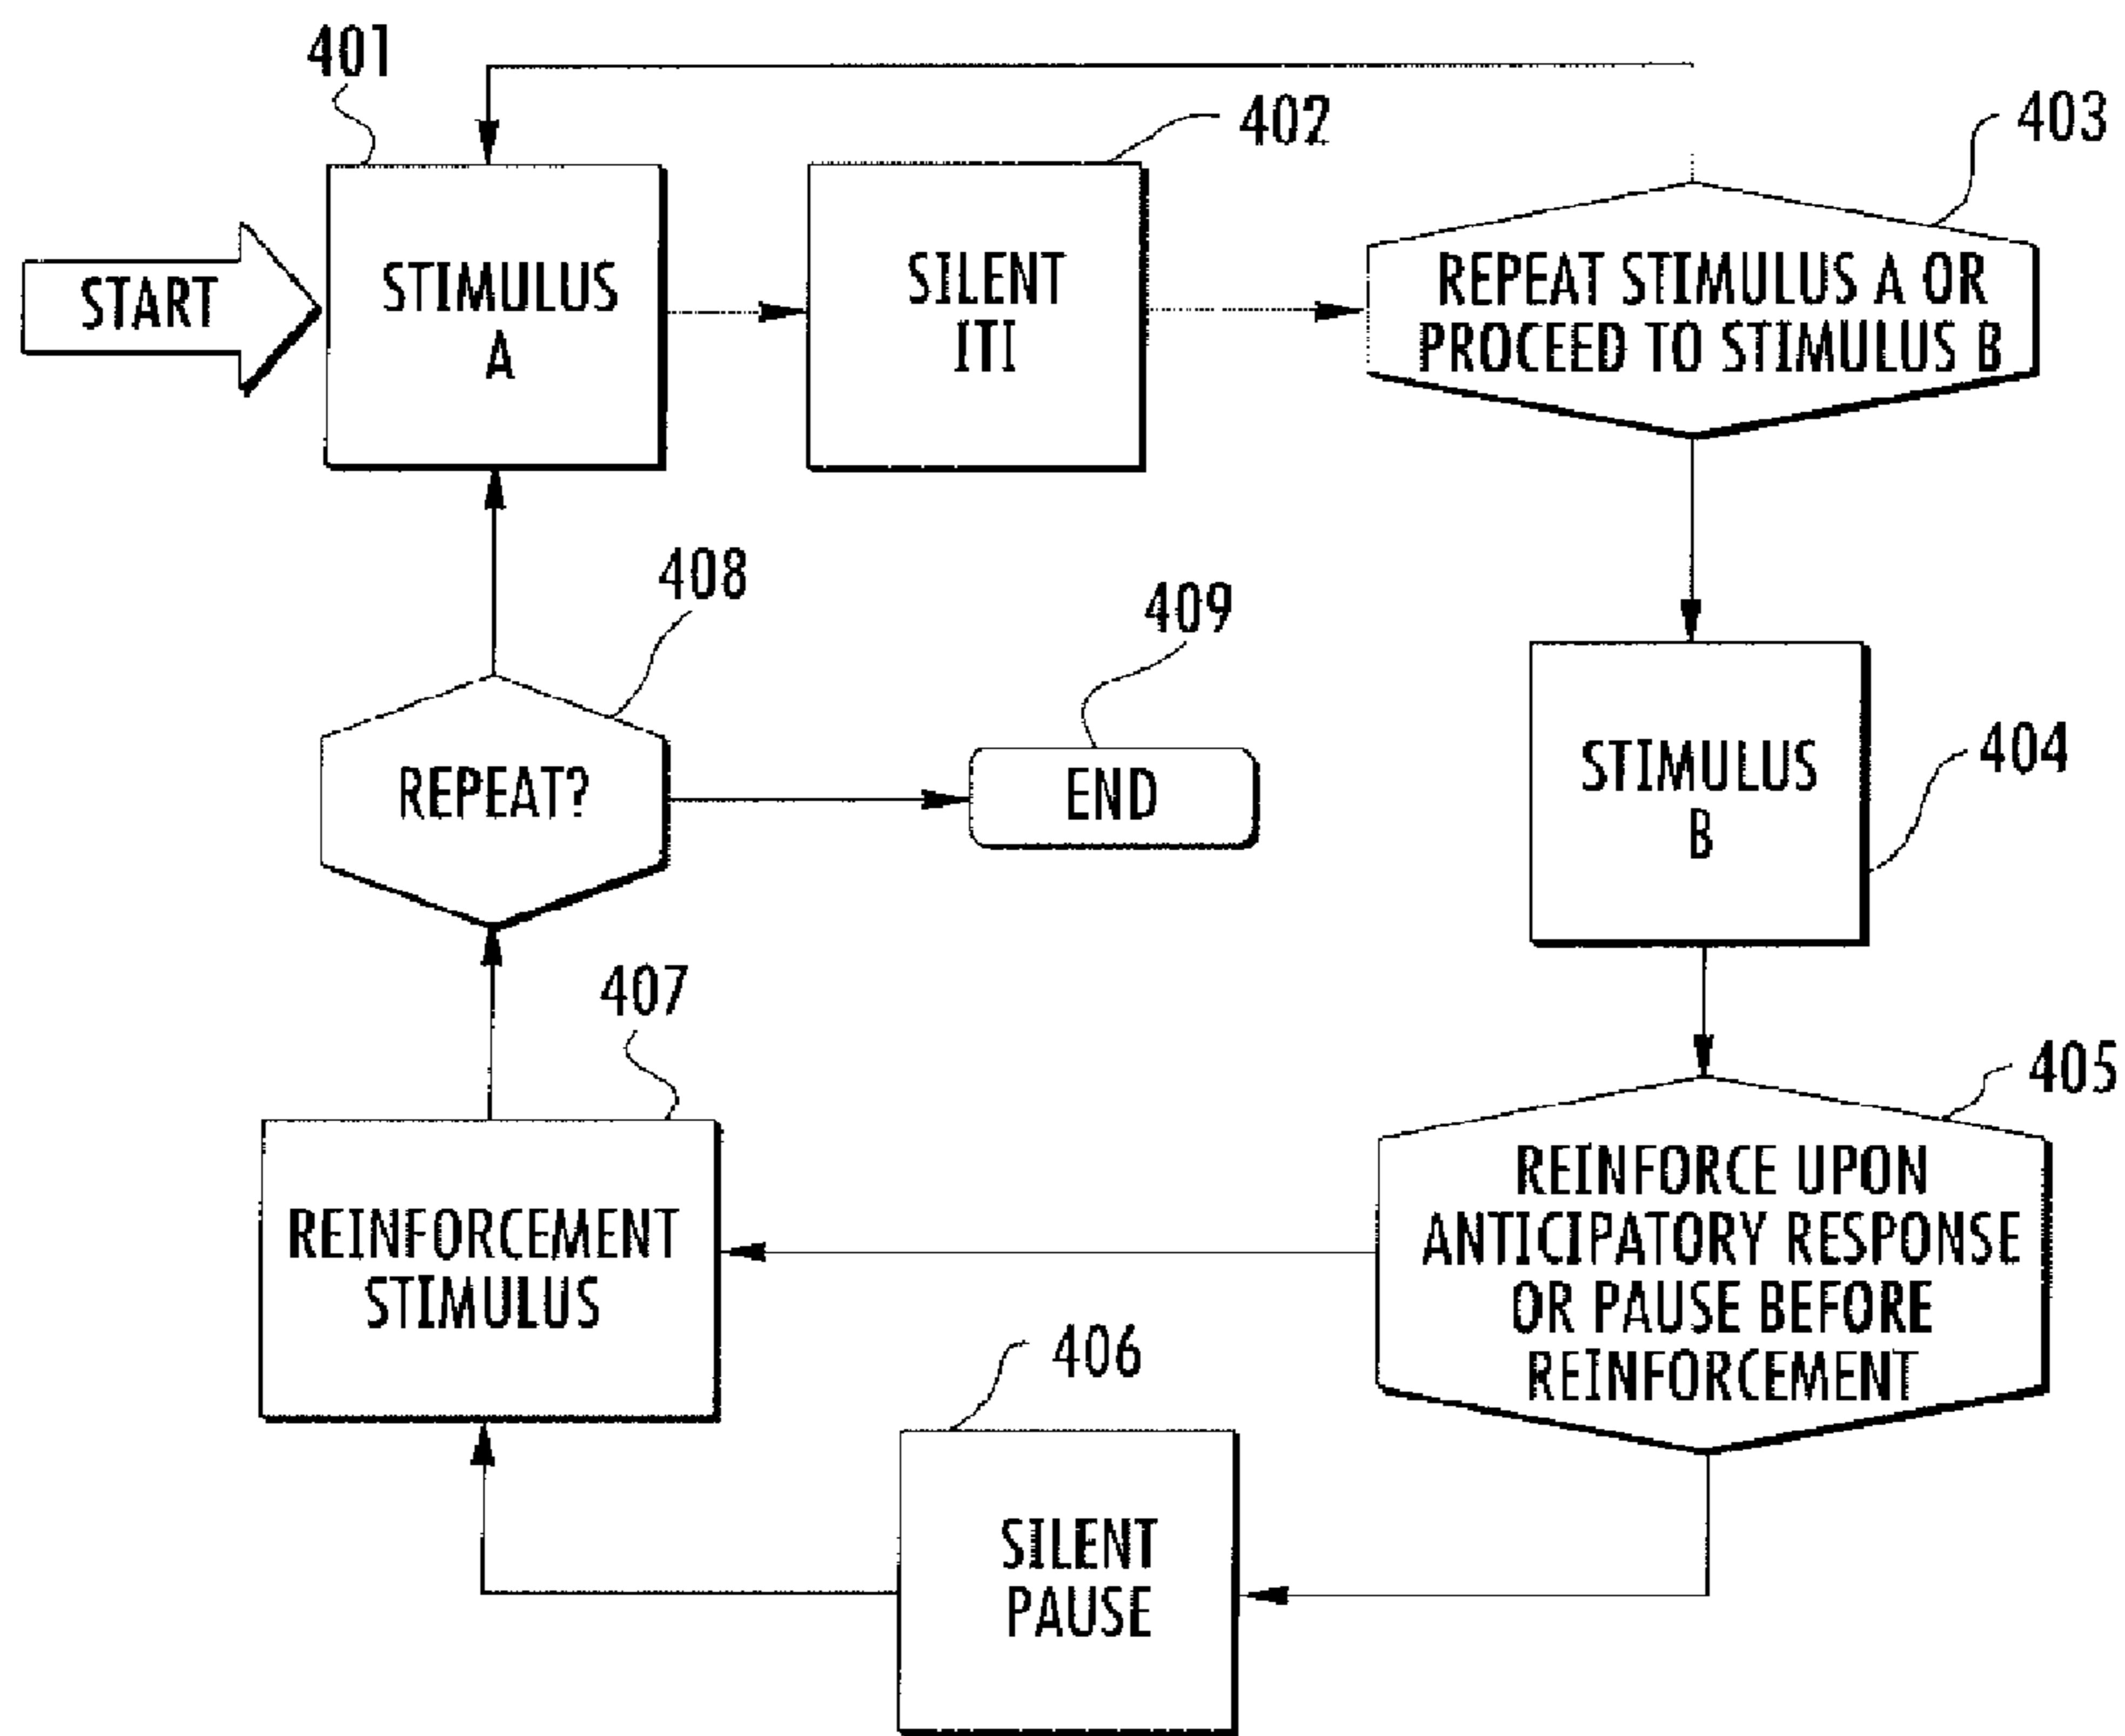 401
402
403
START
STIMULUS
A
SILENT
ITI
REPEAT STIMULUS A OR
PROCEED TO STIMULUS B
408
409
REPEAT?
END
STIMULUS
B
404
407
405
REINFORCEMENT
STIMULUS
REINFORCE UPON
ANTICIPATORY RESPONSE
OR PAUSE BEFORE
REINFORCEMENT
406
SILENT
PAUSE